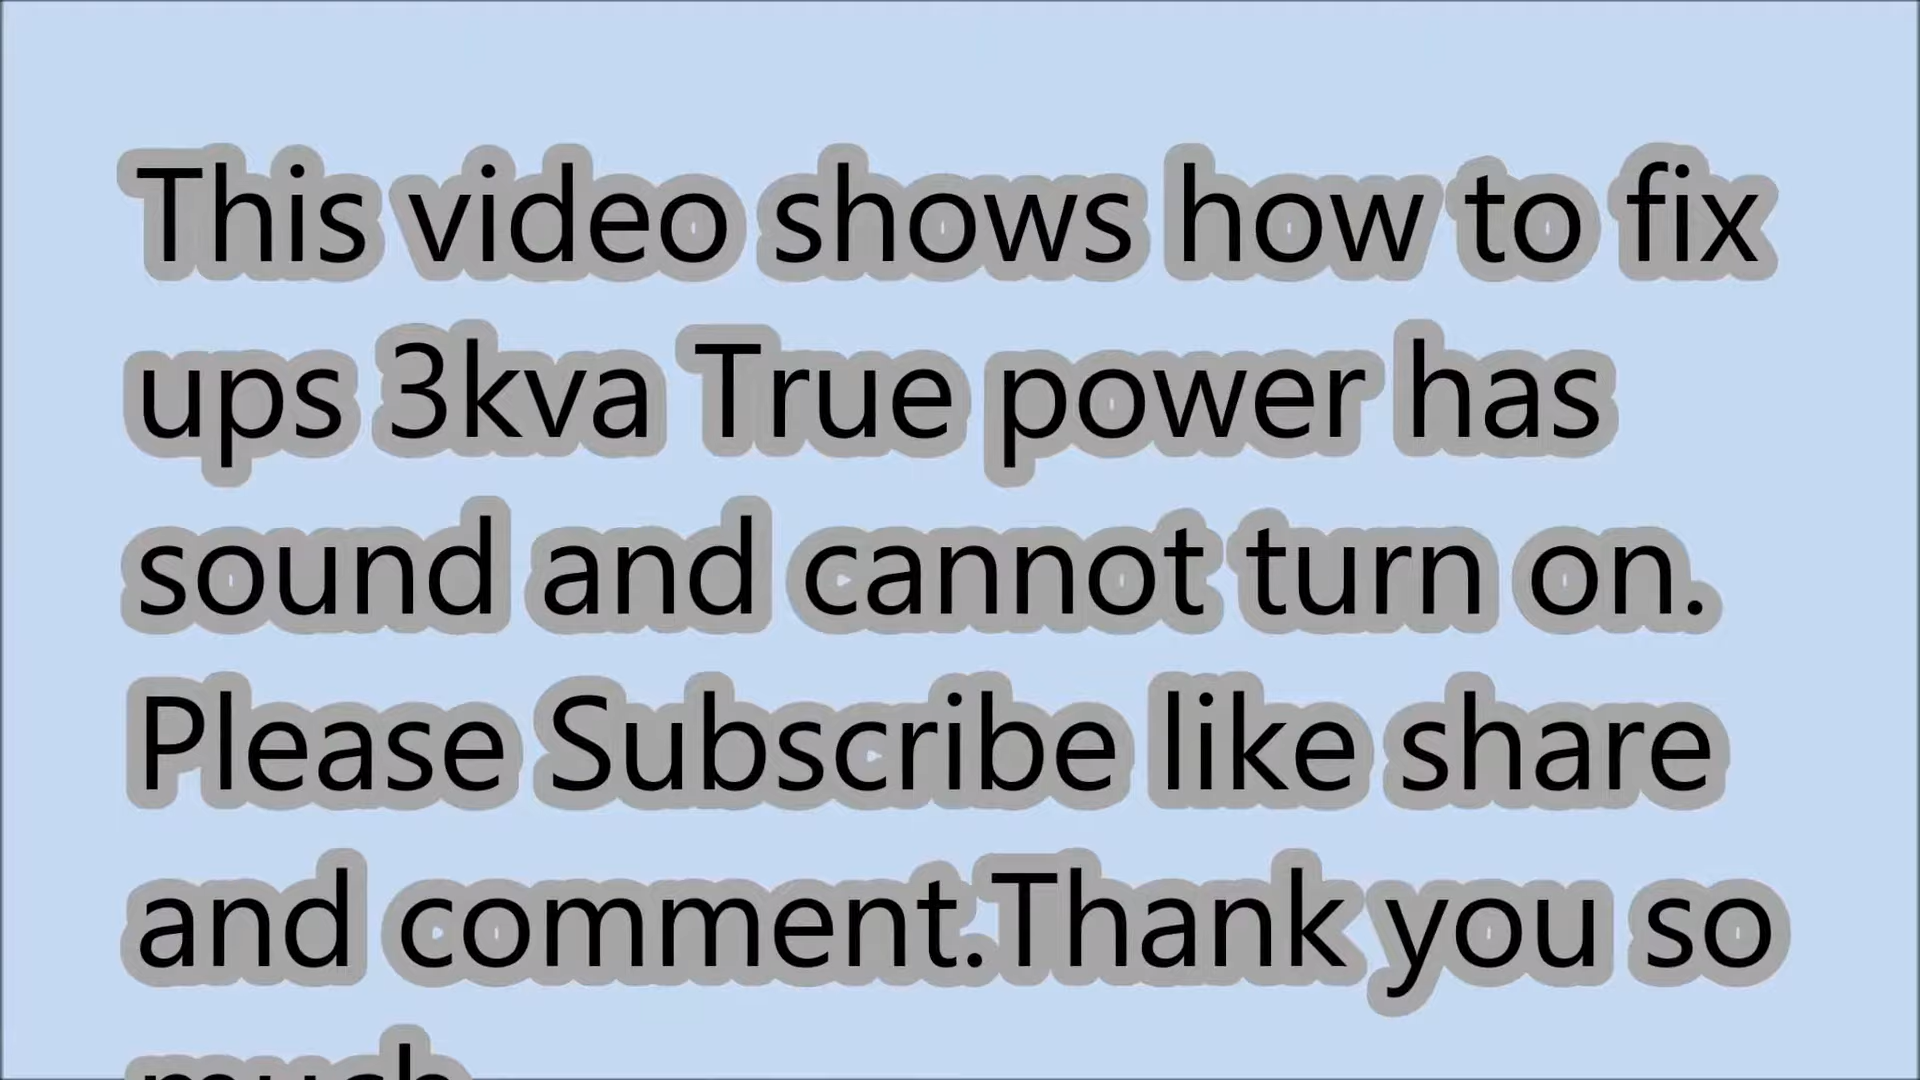 This video shows how to fix
ups 3kva True power has
sound and cannot turn on.
Please Subscribe like share
and comment.Thank you so
much